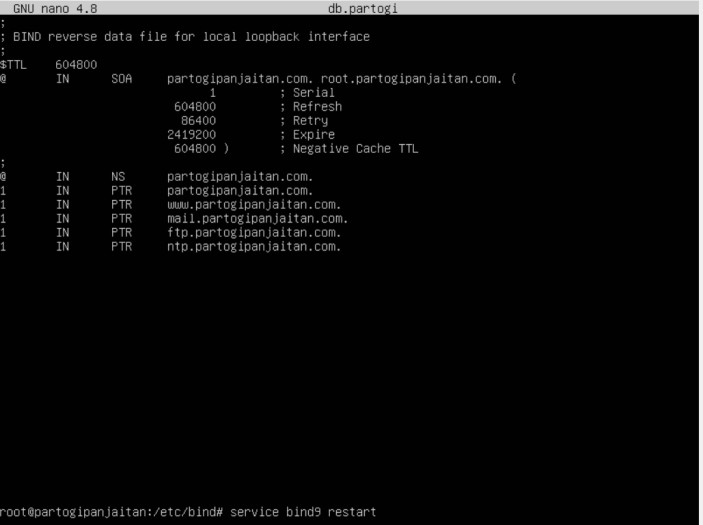 GNU nano 4.8 db.partogi
;
; BIND reverse data file for local loopback interface
;
$TTL 604800
@ IN SOA partogipanjaitan.com. root.partogipanjaitan.com. (
1 ; Serial
604800 ; Refresh
86400 ; Retry
2419200 ; Expire
604800 ) ; Negative Cache TTL
;
@ IN NS partogipanjaitan.com.
1 IN PTR partogipanjaitan.com.
1 IN PTR www.partogipanjaitan.com.
1 IN PTR mail.partogipanjaitan.com.
1 IN PTR ftp.partogipanjaitan.com.
1 IN PTR ntp.partogipanjaitan.com.
root@partogipanjaitan:/etc/bind# service bind9 restart